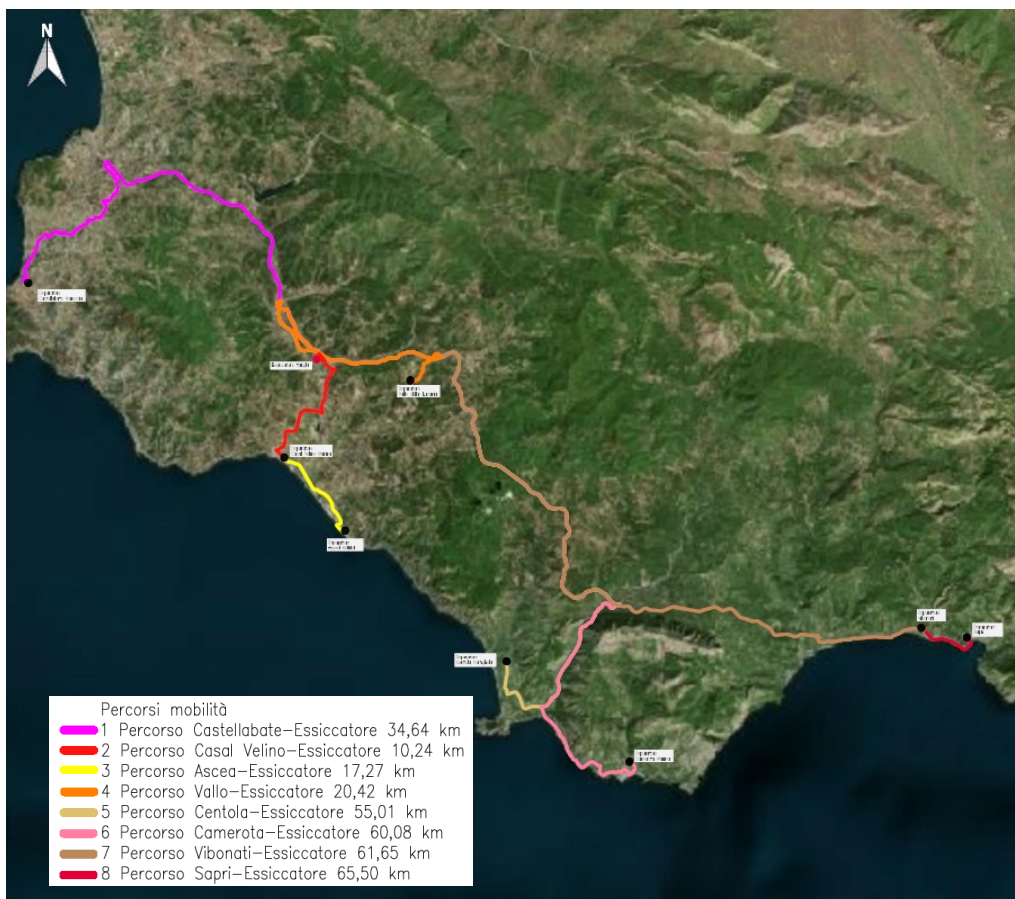 N
Percorsi mobilità
1 Percorso Castellabate-Essiccatore 34,64 km
2 Percorso Casal Velino-Essiccatore 10,24 km
3 Percorso Ascea-Essiccatore 17,27 km
4 Percorso Vallo-Essiccatore 20,42 km
5 Percorso Centola-Essiccatore 55,01 km
6 Percorso Camerota-Essiccatore 60,08 km
7 Percorso Vibonati-Essiccatore 61,65 km
8 Percorso Sapri-Essiccatore 65,50 km